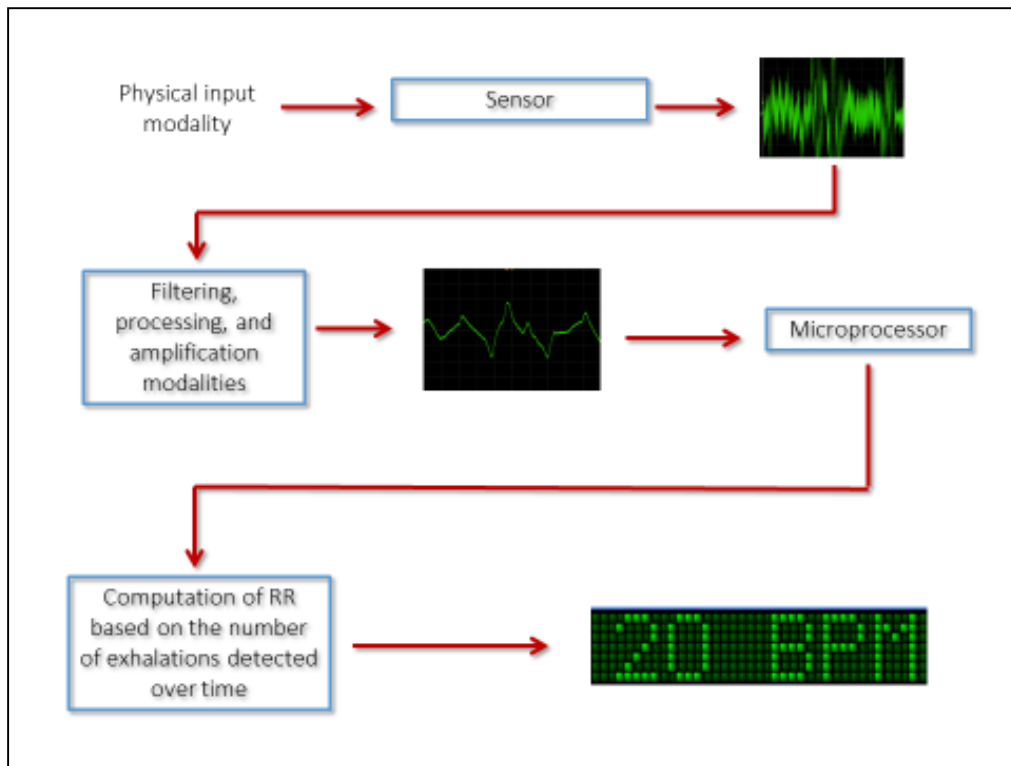 Physical input
modality
Sensor
Filtering,
processing, and
amplification
modalities
Microprocessor
Computation of RR
based on the number
of exhalations detected
over time
20 BPM